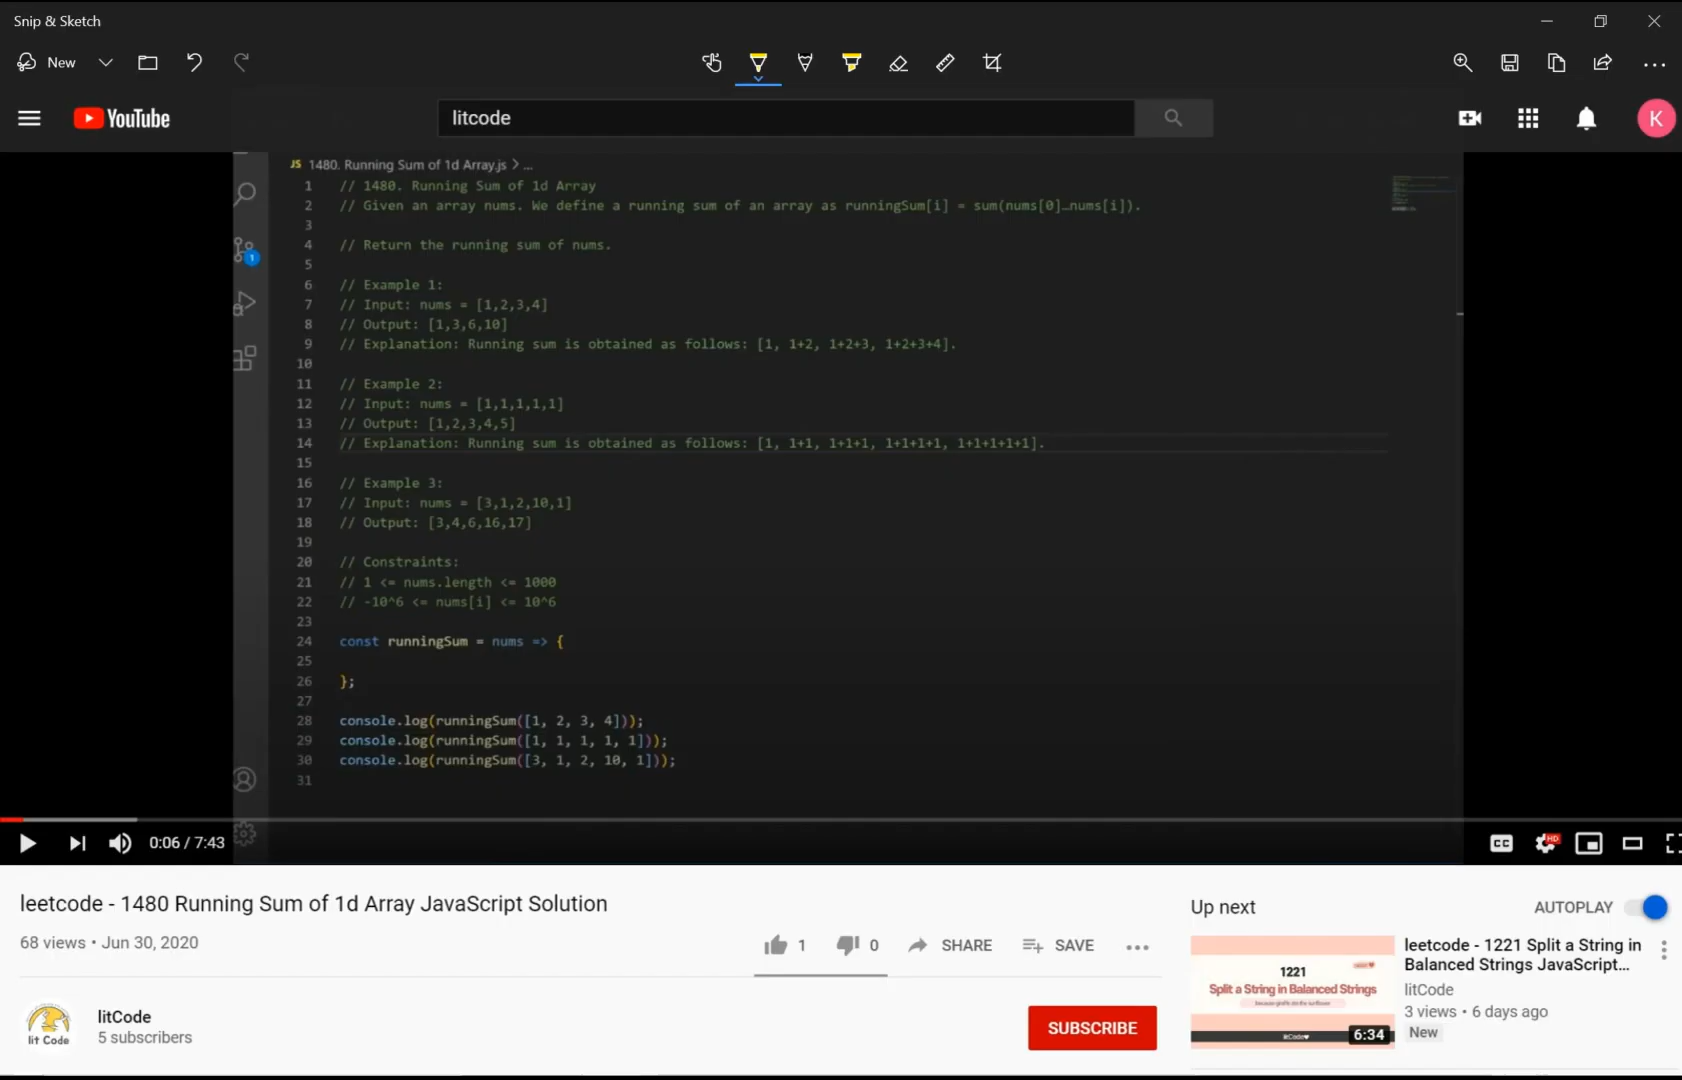 Snip & Sketch
New
YouTube
litcode
K
JS 1480. Running Sum of 1d Array.js > ...
1 // 1480. Running Sum of 1d Array
2 // Given an array nums. We define a running sum of an array as runningSum[i] = sum(nums[0]…nums[i]).
3
4 // Return the running sum of nums.
5
6 // Example 1:
7 // Input: nums = [1,2,3,4]
8 // Output: [1,3,6,10]
9 // Explanation: Running sum is obtained as follows: [1, 1+2, 1+2+3, 1+2+3+4].
10
11 // Example 2:
12 // Input: nums = [1,1,1,1,1]
13 // Output: [1,2,3,4,5]
14 // Explanation: Running sum is obtained as follows: [1, 1+1, 1+1+1, 1+1+1+1, 1+1+1+1+1].
15
16 // Example 3:
17 // Input: nums = [3,1,2,10,1]
18 // Output: [3,4,6,16,17]
19
20 // Constraints:
21 // 1 <= nums.length <= 1000
22 // -10^6 <= nums[i] <= 10^6
23
24 const runningSum = nums => {
25
26 };
27
28 console.log(runningSum([1, 2, 3, 4]));
29 console.log(runningSum([1, 1, 1, 1, 1]));
30 console.log(runningSum([3, 1, 2, 10, 1]));
31
1
0:06 / 7:43
CC
HD
leetcode - 1480 Running Sum of 1d Array JavaScript Solution
68 views • Jun 30, 2020
1
0
SHARE
SAVE
lit Code
litCode
5 subscribers
SUBSCRIBE
Up next
AUTOPLAY
1221
Split a String in Balanced Strings
litCode
6:34
leetcode - 1221 Split a String in
Balanced Strings JavaScript...
litCode
3 views • 6 days ago
New